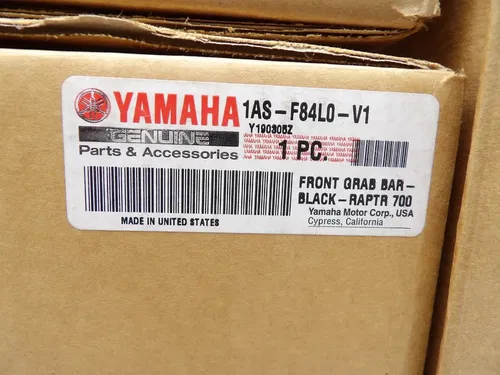 YAMAHA
GENUINE
Parts & Accessories
1AS-F84L0-V1
Y190305Z
1 PC.
FRONT GRAB BAR-
BLACK-RAPTR 700
Yamaha Motor Corp., USA
Cypress, California
MADE IN UNITED STATES